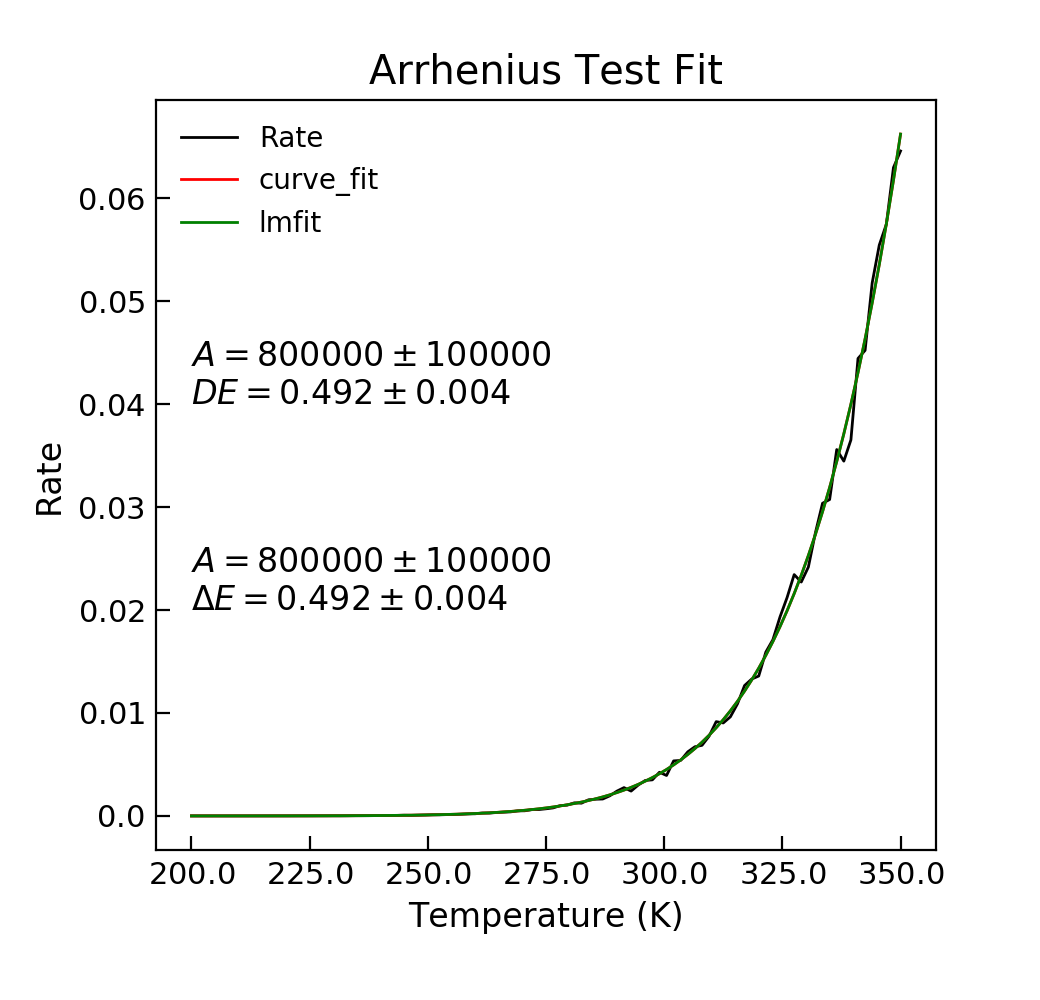 Arrhenius Test Fit
Rate
curve_fit
lmfit
0.06
0.05
A = 800000 ± 100000
DE = 0.492 ± 0.004
0.04
Rate
0.03
A = 800000 ± 100000
ΔE = 0.492 ± 0.004
0.02
0.01
0.0
200.0 225.0 250.0 275.0 300.0 325.0 350.0
Temperature (K)